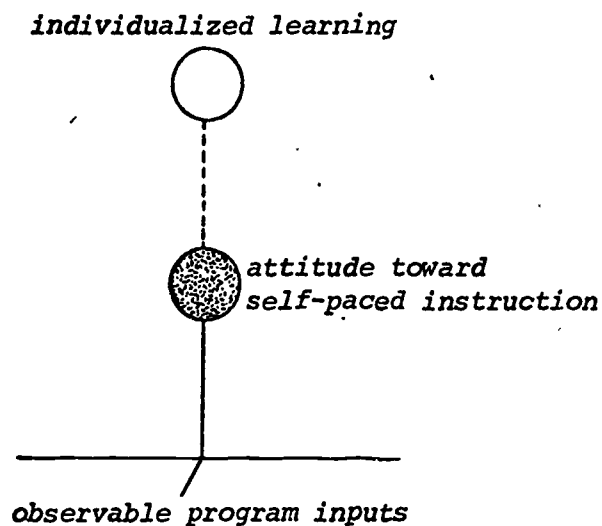 individualized learning
attitude toward
self-paced instruction
observable program inputs